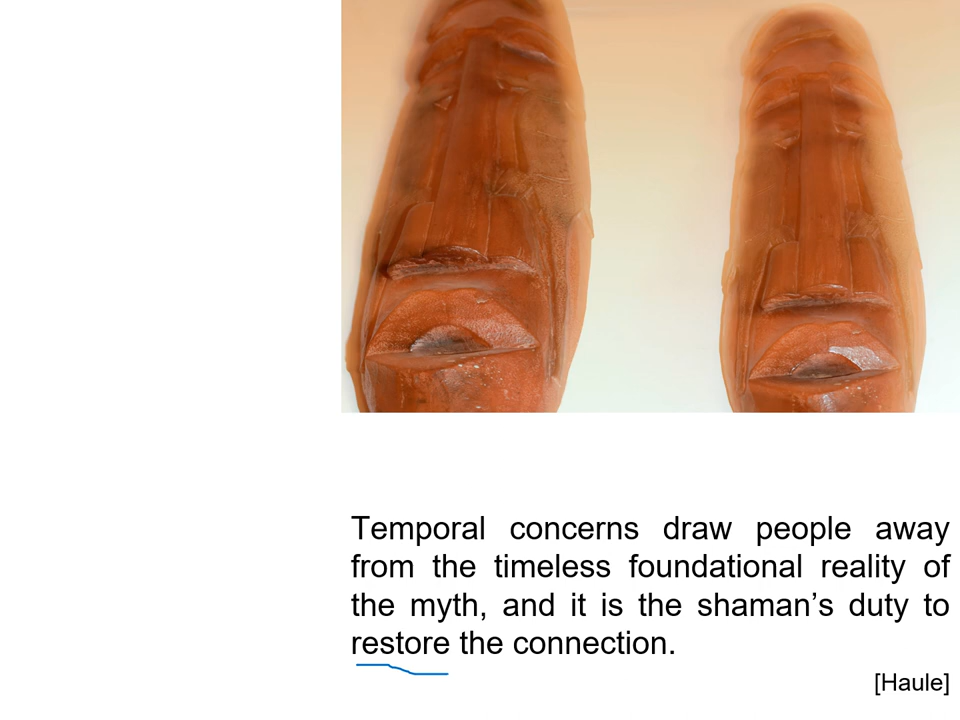 Temporal concerns draw people away
from the timeless foundational reality of
the myth, and it is the shaman’s duty to
restore the connection.
[Haule]